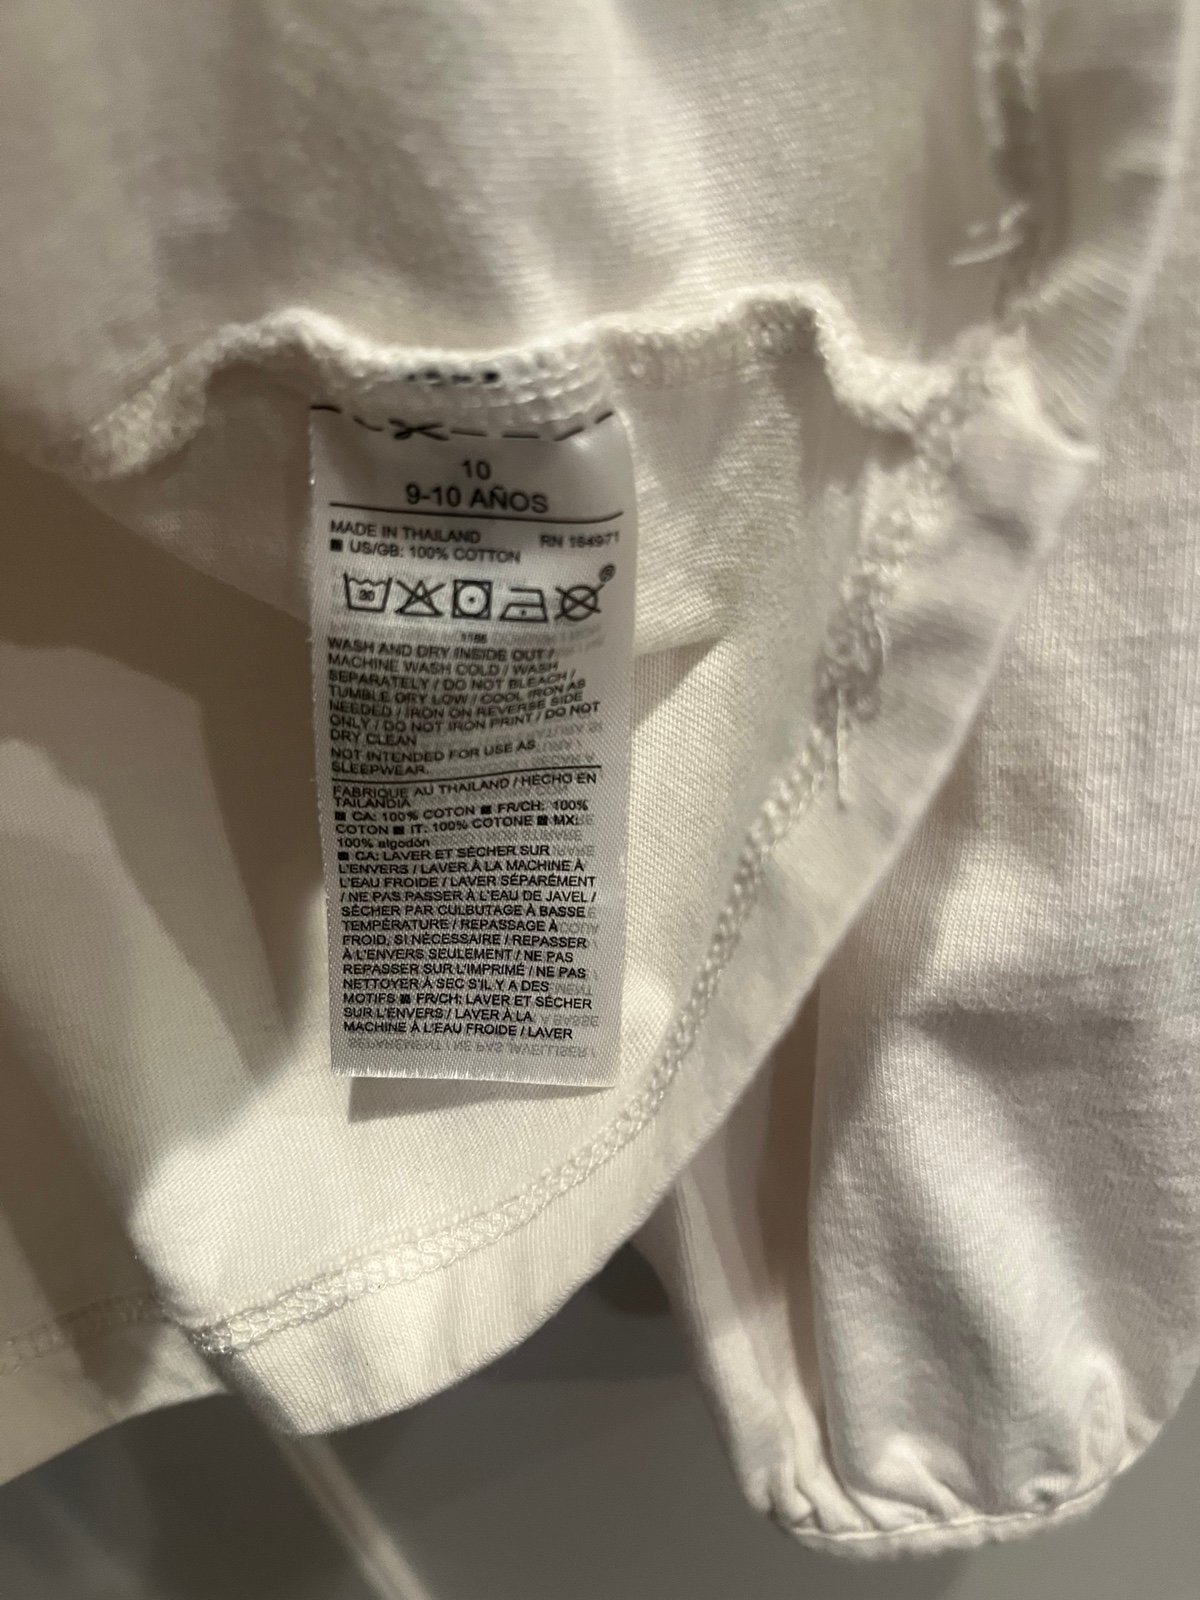 10
9-10 AÑOS
MADE IN THAILAND RN 164971
■ US/GB: 100% COTTON
30
1186
WASH AND DRY INSIDE OUT /
MACHINE WASH COLD / WASH
SEPARATELY / DO NOT BLEACH /
TUMBLE DRY LOW / COOL IRON AS
NEEDED / IRON ON REVERSE SIDE
ONLY / DO NOT IRON PRINT / DO NOT
DRY CLEAN
NOT INTENDED FOR USE AS
SLEEPWEAR.
FABRIQUE AU THAILAND / HECHO EN
TAILANDIA
■ CA: 100% COTON ■ FR/CH: 100%
COTON ■ IT: 100% COTONE ■ MX:
100% algodón
■ CA: LAVER ET SÉCHER SUR
L'ENVERS / LAVER À LA MACHINE À
L'EAU FROIDE / LAVER SÉPARÉMENT
/ NE PAS PASSER À L'EAU DE JAVEL /
SÉCHER PAR CULBUTAGE À BASSE
TEMPÉRATURE / REPASSAGE À
FROID, SI NÉCESSAIRE / REPASSER
À L'ENVERS SEULEMENT / NE PAS
REPASSER SUR L'IMPRIMÉ / NE PAS
NETTOYER À SEC S'IL Y A DES
MOTIFS ■ FR/CH: LAVER ET SÉCHER
SUR L'ENVERS / LAVER À LA
MACHINE À L'EAU FROIDE / LAVER